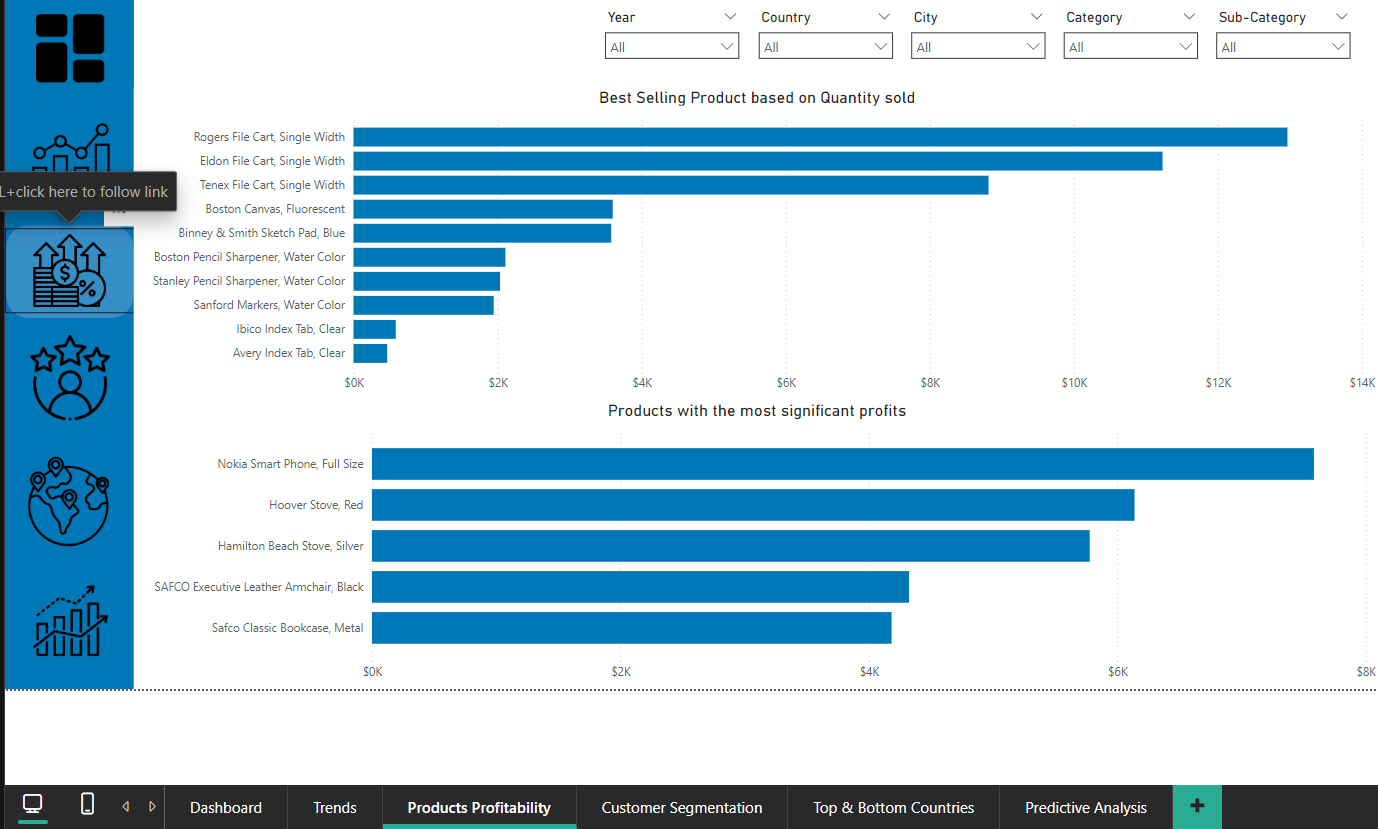 Year
Country
City
Category
Sub-Category
All
All
All
All
All
Best Selling Product based on Quantity sold
Rogers File Cart, Single Width
Eldon File Cart, Single Width
Tenex File Cart, Single Width
Boston Canvas, Fluorescent
Binney & Smith Sketch Pad, Blue
Boston Pencil Sharpener, Water Color
Stanley Pencil Sharpener, Water Color
Sanford Markers, Water Color
Ibico Index Tab, Clear
Avery Index Tab, Clear
$0K $2K $4K $6K $8K $10K $12K $14K
L+click here to follow link
$
%
Products with the most significant profits
Nokia Smart Phone, Full Size
Hoover Stove, Red
Hamilton Beach Stove, Silver
SAFCO Executive Leather Armchair, Black
Safco Classic Bookcase, Metal
$0K $2K $4K $6K $8K
Dashboard
Trends
Products Profitability
Customer Segmentation
Top & Bottom Countries
Predictive Analysis
+